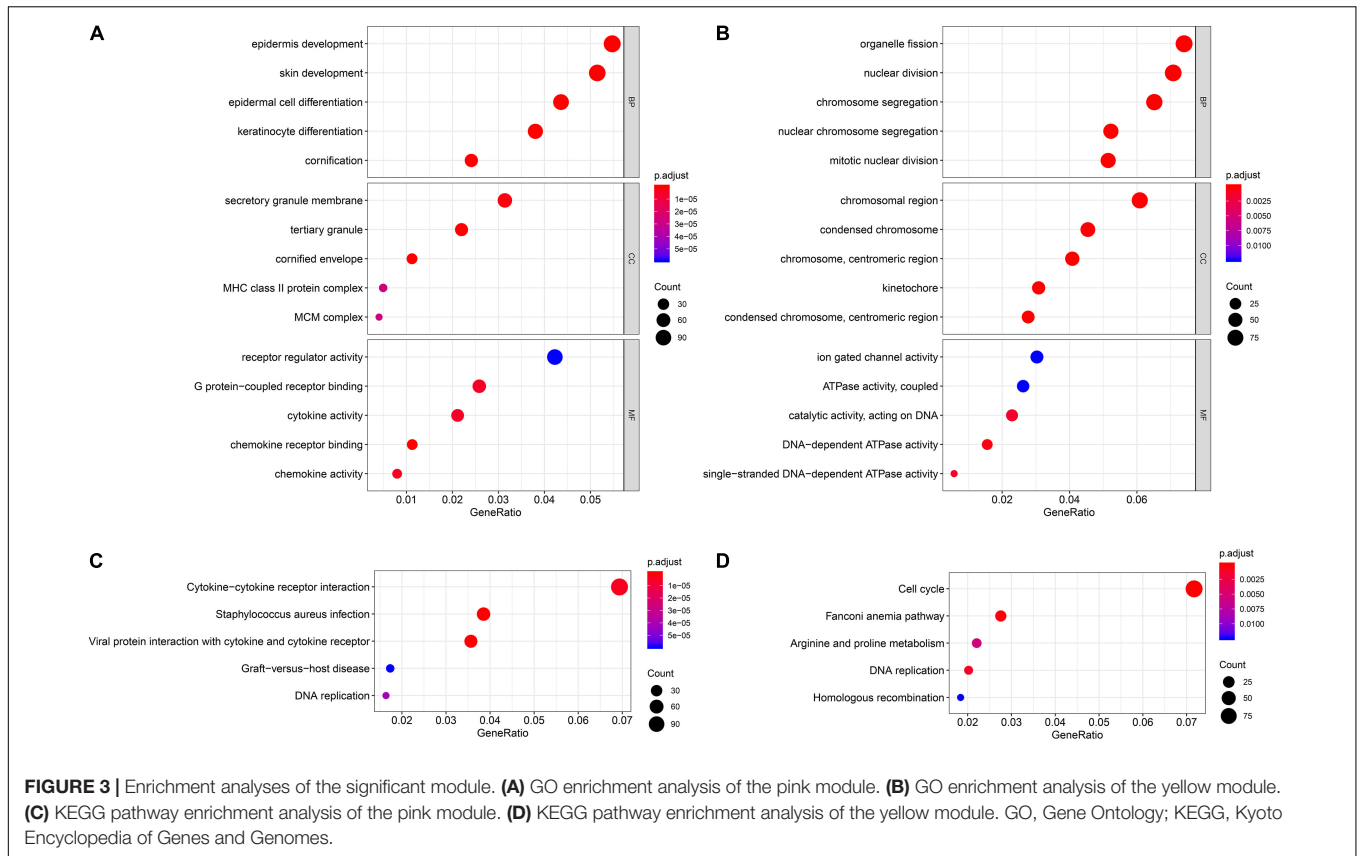 A
epidermis development
skin development
epidermal cell differentiation
keratinocyte differentiation
cornification
BP
secretory granule membrane
tertiary granule
cornified envelope
MHC class II protein complex
MCM complex
CC
receptor regulator activity
G protein−coupled receptor binding
cytokine activity
chemokine receptor binding
chemokine activity
MF
0.01 0.02 0.03 0.04 0.05
GeneRatio
p.adjust
1e−05
2e−05
3e−05
4e−05
5e−05
Count
30
60
90
B
organelle fission
nuclear division
chromosome segregation
nuclear chromosome segregation
mitotic nuclear division
BP
chromosomal region
condensed chromosome
chromosome, centromeric region
kinetochore
condensed chromosome, centromeric region
CC
ion gated channel activity
ATPase activity, coupled
catalytic activity, acting on DNA
DNA−dependent ATPase activity
single−stranded DNA−dependent ATPase activity
MF
0.02 0.04 0.06
GeneRatio
p.adjust
0.0025
0.0050
0.0075
0.0100
Count
25
50
75
C
Cytokine−cytokine receptor interaction
Staphylococcus aureus infection
Viral protein interaction with cytokine and cytokine receptor
Graft−versus−host disease
DNA replication
0.02 0.03 0.04 0.05 0.06 0.07
GeneRatio
p.adjust
1e−05
2e−05
3e−05
4e−05
5e−05
Count
30
60
90
D
Cell cycle
Fanconi anemia pathway
Arginine and proline metabolism
DNA replication
Homologous recombination
0.02 0.03 0.04 0.05 0.06 0.07
GeneRatio
p.adjust
0.0025
0.0050
0.0075
0.0100
Count
25
50
75
FIGURE 3 | Enrichment analyses of the significant module. (A) GO enrichment analysis of the pink module. (B) GO enrichment analysis of the yellow module.
(C) KEGG pathway enrichment analysis of the pink module. (D) KEGG pathway enrichment analysis of the yellow module. GO, Gene Ontology; KEGG, Kyoto
Encyclopedia of Genes and Genomes.